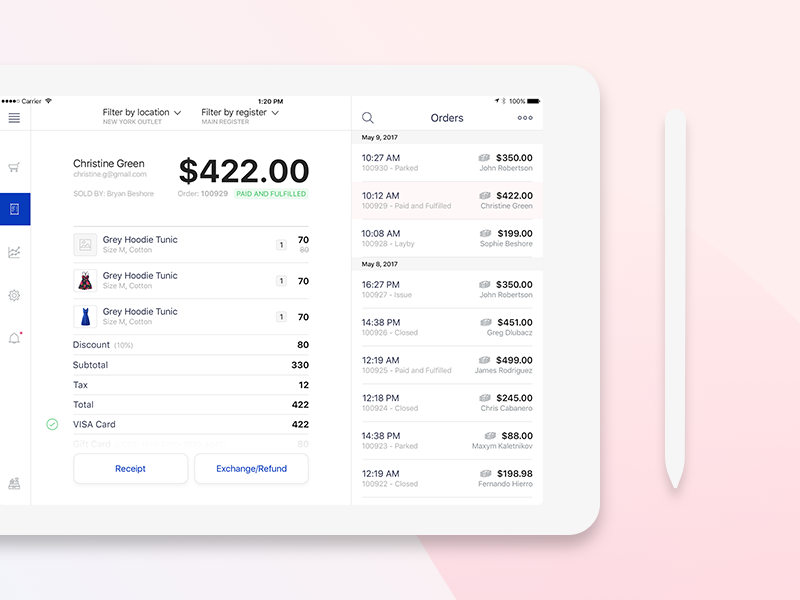 Carrier
1:20 PM
100%
Filter by location
NEW YORK OUTLET
Filter by register
MAIN REGISTER
Christine Green
christine.g@gmail.com
SOLD BY: Bryan Beshore
$422.00
Order: 100929 PAID AND FULFILLED
Grey Hoodie Tunic 1 70
Size M, Cotton 80
Grey Hoodie Tunic 1 70
Size M, Cotton
Grey Hoodie Tunic 1 70
Size M, Cotton
Discount (10%) 80
Subtotal 330
Tax 12
Total 422
VISA Card 422
Gift Card 80
Receipt
Exchange/Refund
Orders
May 9, 2017
10:27 AM $350.00
100930 - Parked John Robertson
10:12 AM $422.00
100929 - Paid and Fulfilled Christine Green
10:08 AM $199.00
100928 - Layby Sophie Beshore
May 8, 2017
16:27 PM $350.00
100927 - Issue John Robertson
14:38 PM $451.00
100926 - Closed Greg Dlubacz
12:19 AM $499.00
100925 - Paid and Fulfilled James Rodriguez
12:18 PM $245.00
100924 - Closed Chris Cabanero
14:38 PM $88.00
100923 - Parked Maxym Kaletnikov
12:19 AM $198.98
100922 - Closed Fernando Hierro